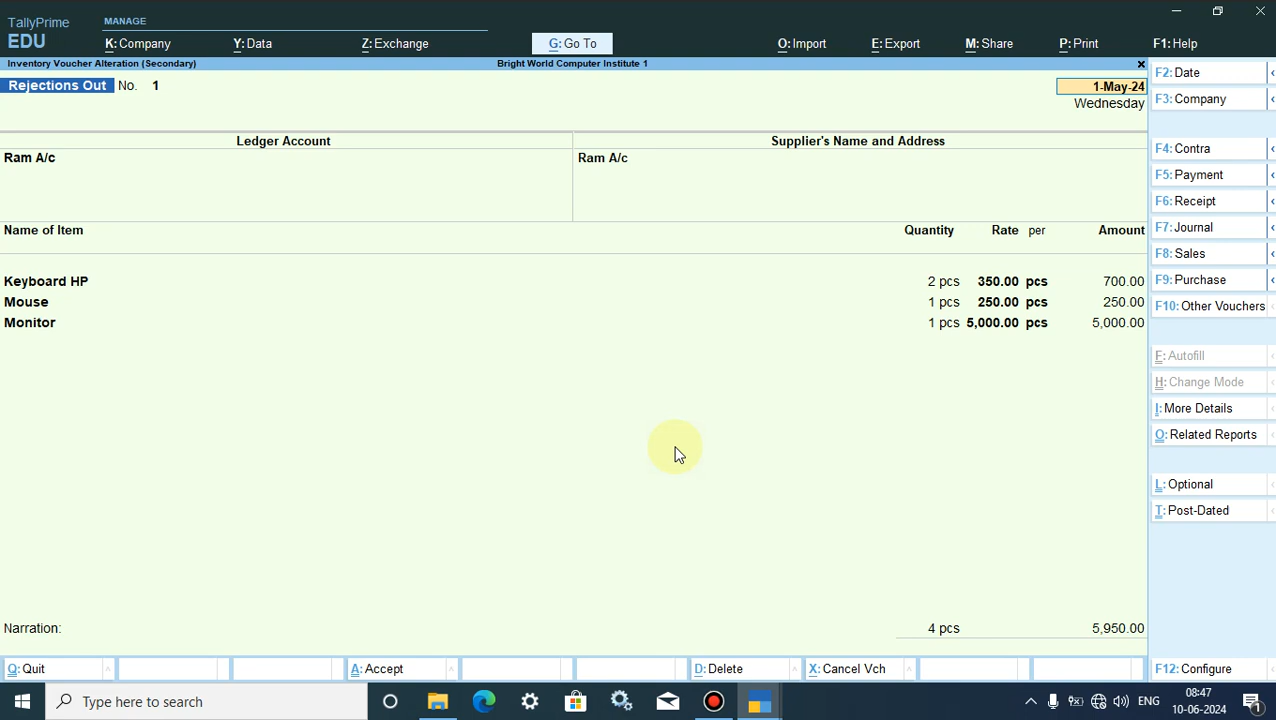 TallyPrime
EDU
MANAGE
K: Company
Y: Data
Z: Exchange
G: Go To
O: Import
E: Export
M: Share
P: Print
F1: Help
Inventory Voucher Alteration (Secondary)
Bright World Computer Institute 1
Rejections Out No. 1
1-May-24
Wednesday
Ledger Account
Supplier's Name and Address
Ram A/c
Ram A/c
Name of Item Quantity Rate per Amount
Keyboard HP 2 pcs 350.00 pcs 700.00
Mouse 1 pcs 250.00 pcs 250.00
Monitor 1 pcs 5,000.00 pcs 5,000.00
Narration: 4 pcs 5,950.00
F2: Date
F3: Company
F4: Contra
F5: Payment
F6: Receipt
F7: Journal
F8: Sales
F9: Purchase
F10: Other Vouchers
F: Autofill
H: Change Mode
I: More Details
O: Related Reports
L: Optional
T: Post-Dated
Q: Quit
A: Accept
D: Delete
X: Cancel Vch
F12: Configure
Type here to search
ENG
08:47
10-06-2024
1